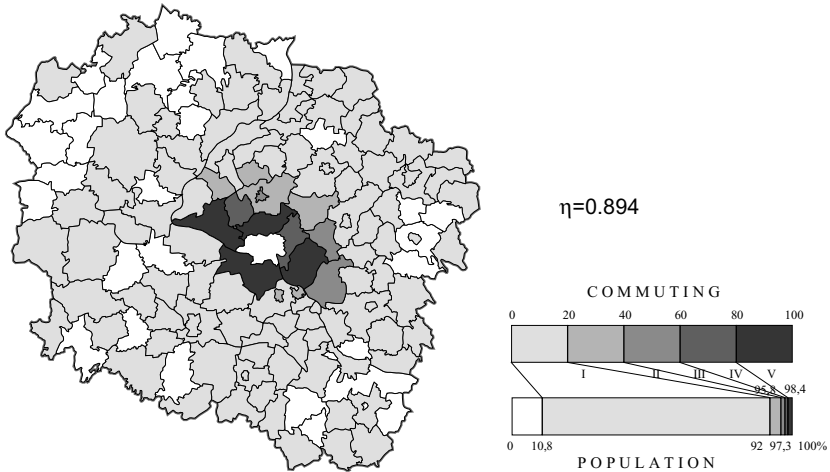 η=0.894
COMMUTING
0 20 40 60 80 100
I II III IV V
95,8 98,4
0 10,8 92 97,3 100%
POPULATION